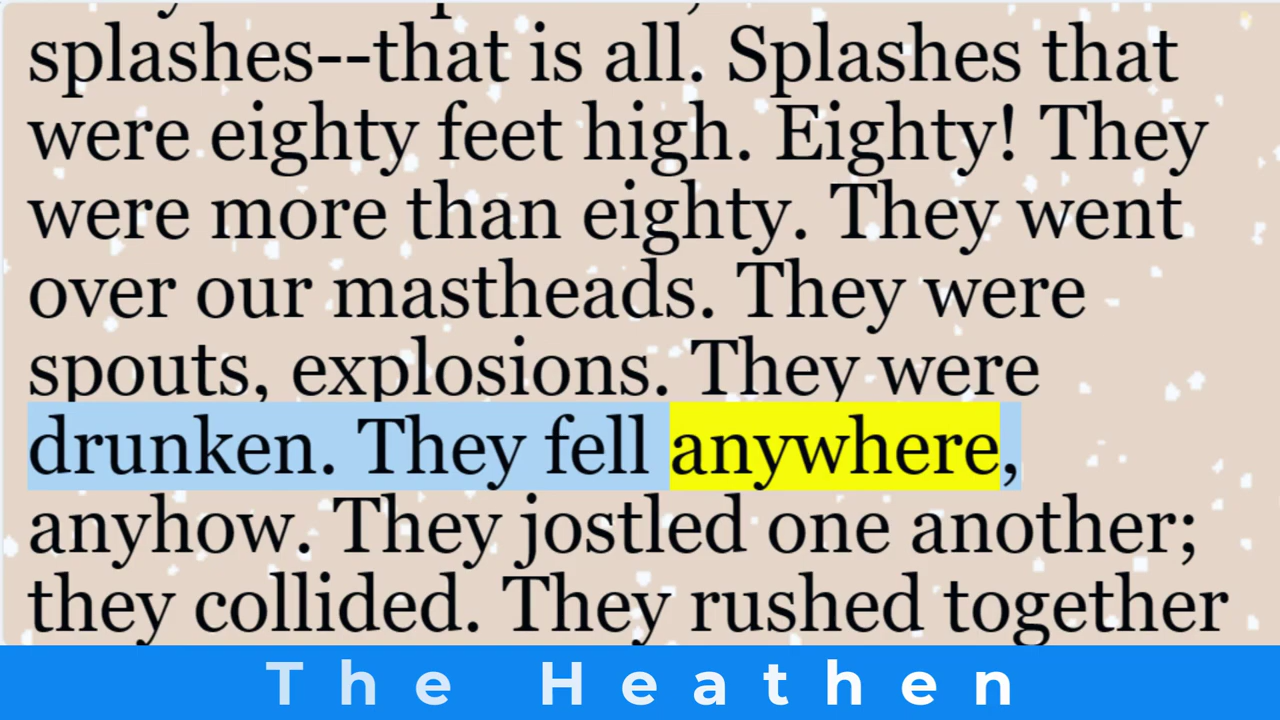 splashes--that is all. Splashes that
were eighty feet high. Eighty! They
were more than eighty. They went
over our mastheads. They were
spouts, explosions. They were
drunken. They fell anywhere,
anyhow. They jostled one another;
they collided. They rushed together
The Heathen